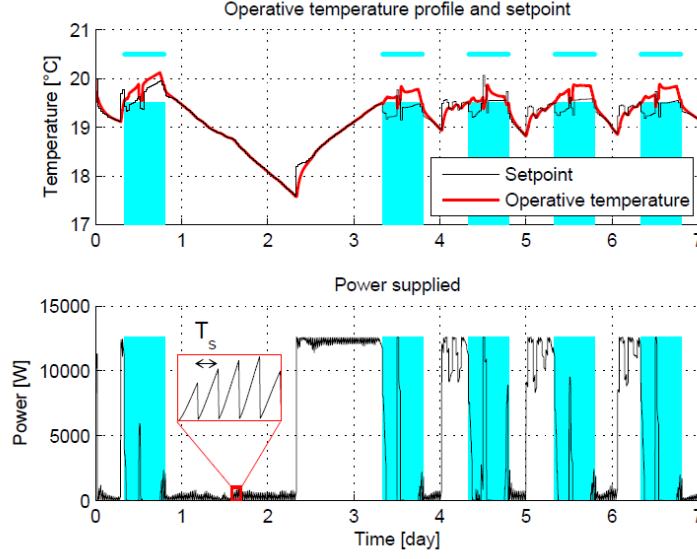 Operative temperature profile and setpoint
Temperature [°C]
21
20
19
18
17
0 1 2 3 4 5 6 7
Setpoint
Operative temperature
Power supplied
Power [W]
15000
10000
5000
0
Ts
0 1 2 3 4 5 6 7
Time [day]